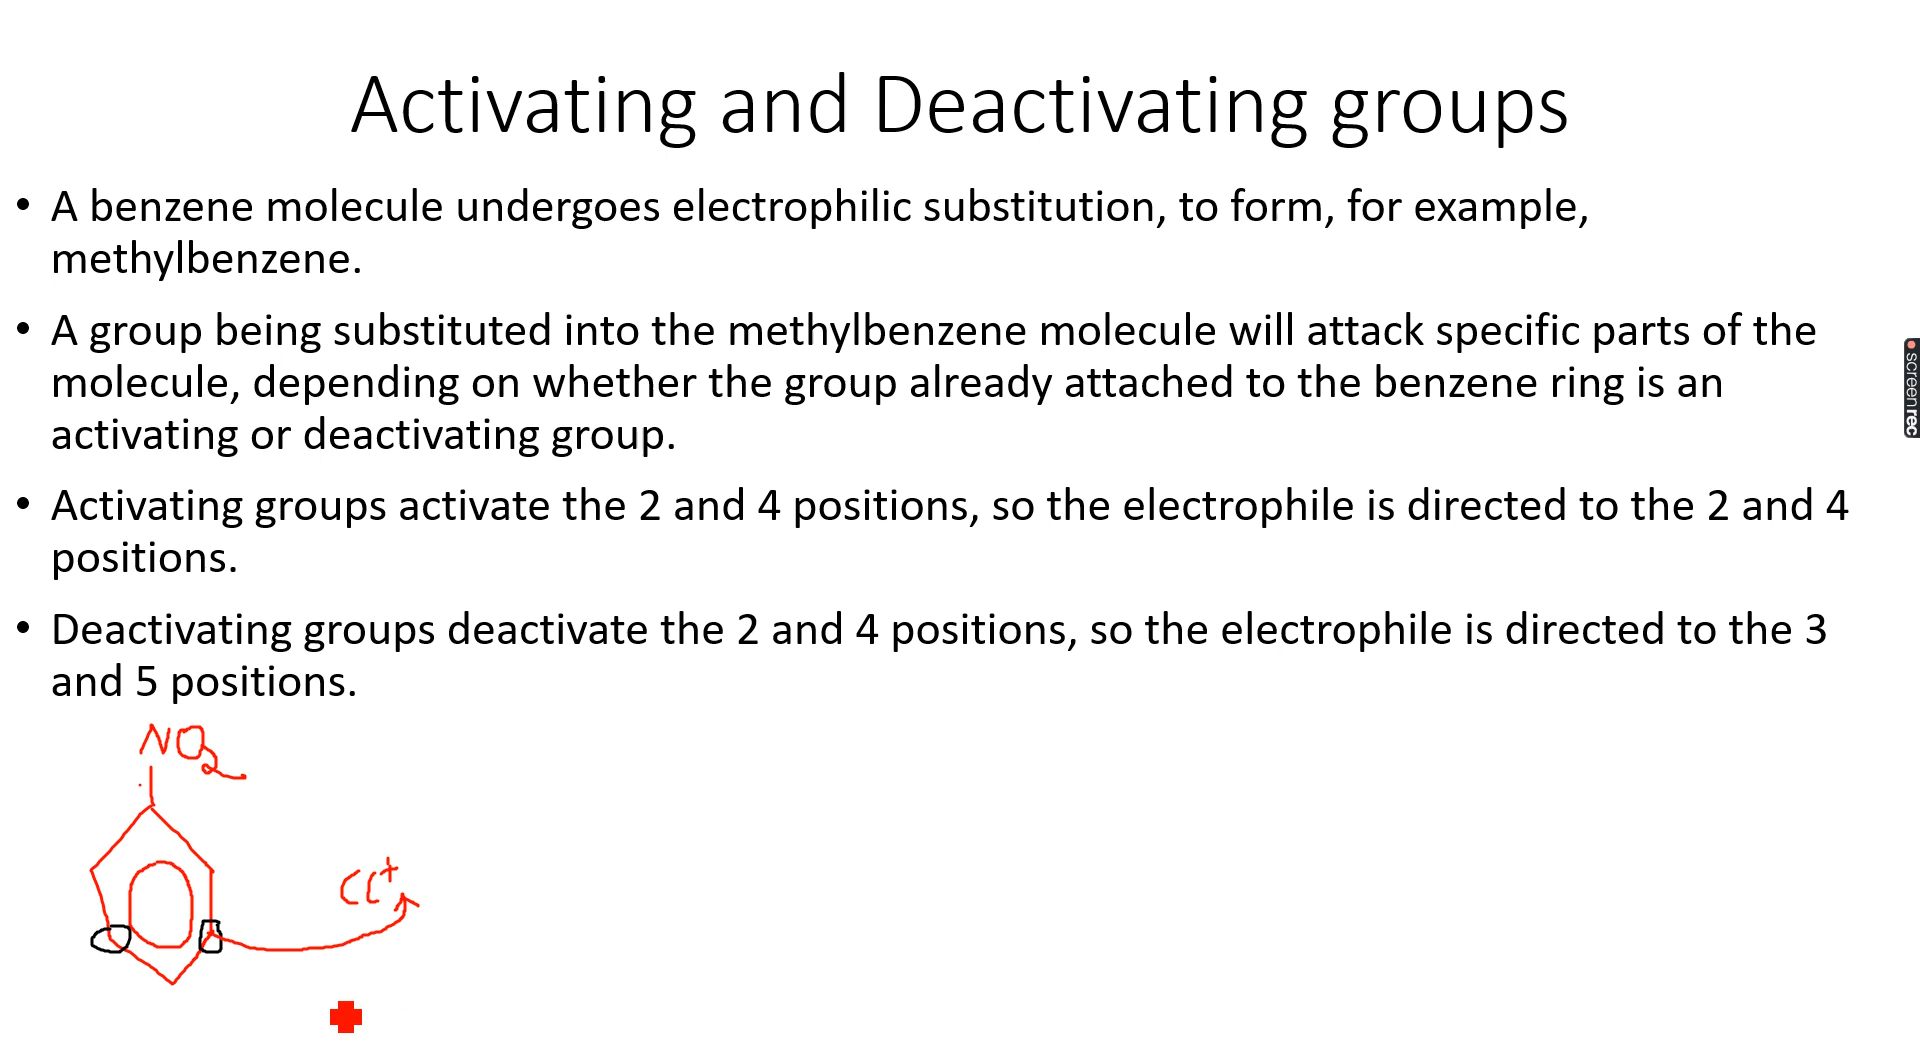 Activating and Deactivating groups
• A benzene molecule undergoes electrophilic substitution, to form, for example,
methylbenzene.
• A group being substituted into the methylbenzene molecule will attack specific parts of the
molecule, depending on whether the group already attached to the benzene ring is an
activating or deactivating group.
• Activating groups activate the 2 and 4 positions, so the electrophile is directed to the 2 and 4
positions.
• Deactivating groups deactivate the 2 and 4 positions, so the electrophile is directed to the 3
and 5 positions.
NO2
Cl+
screenrec